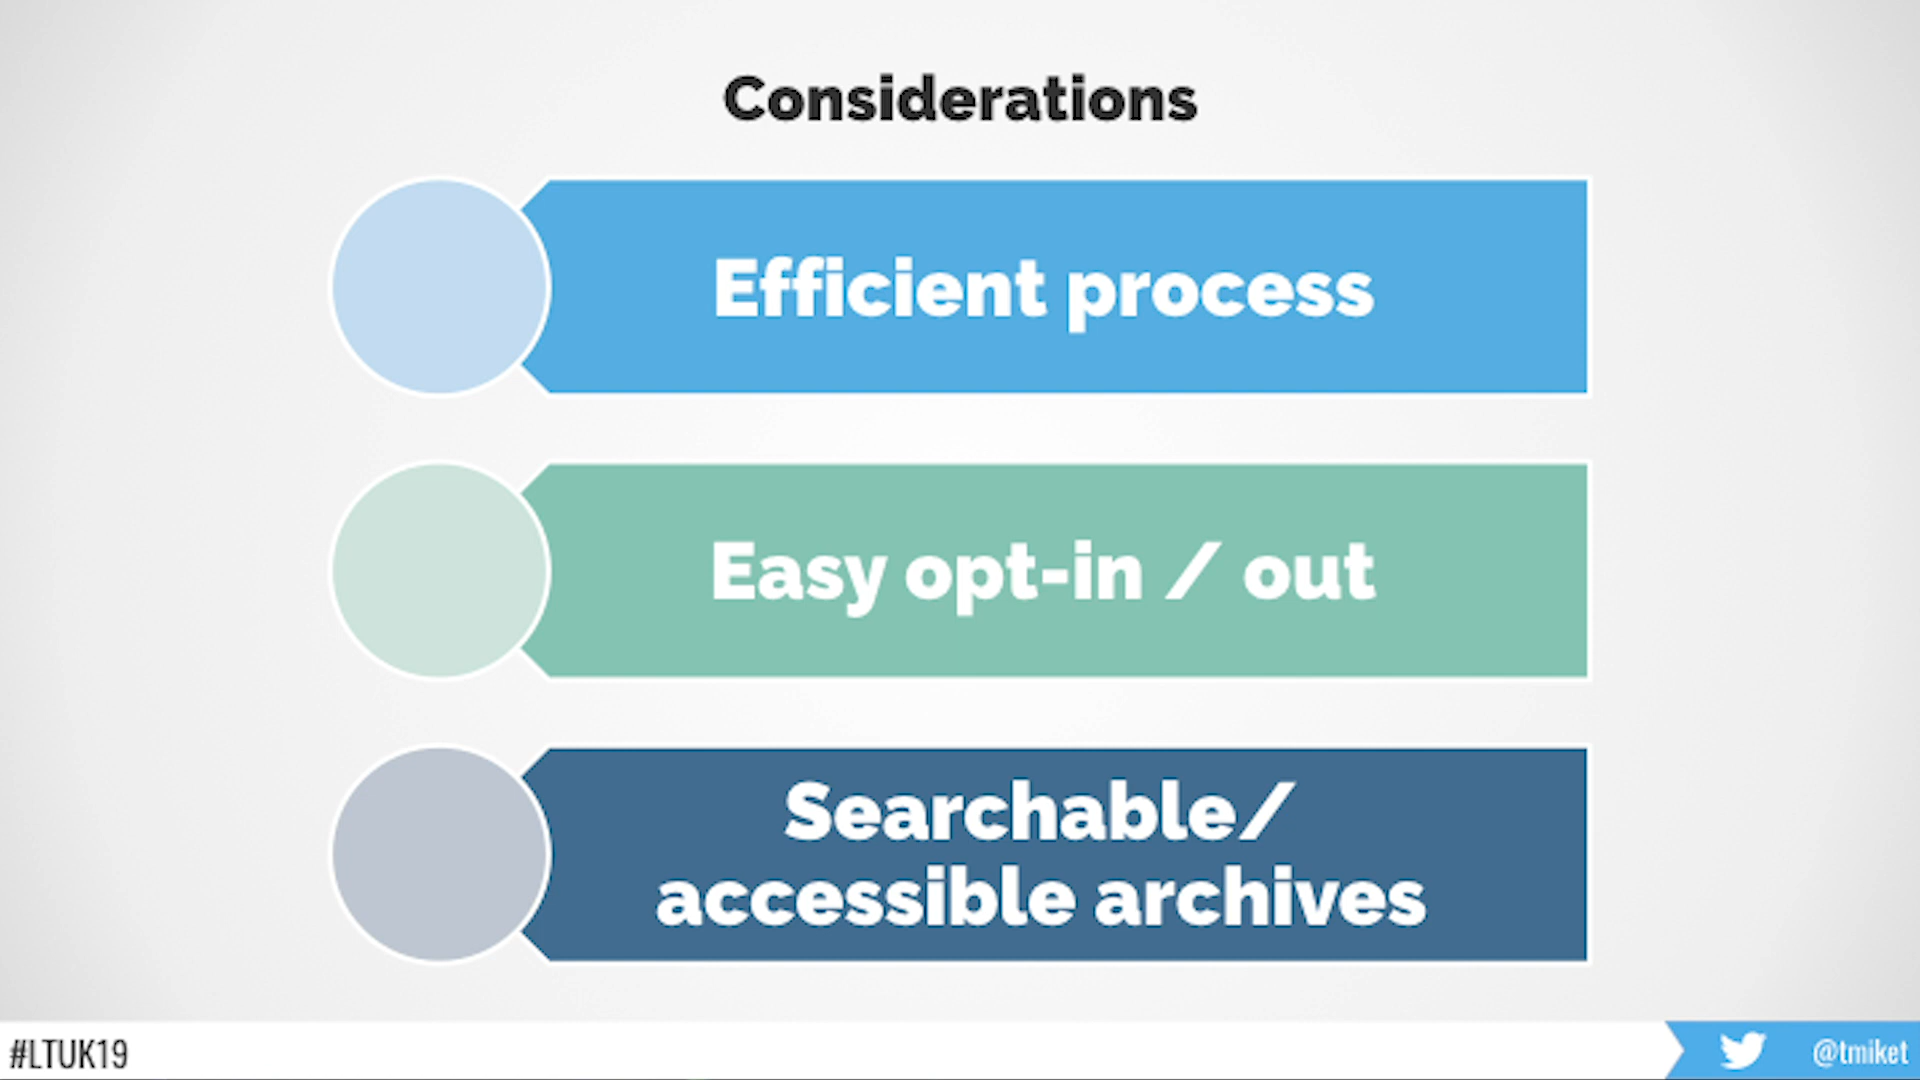 Considerations
Efficient process
Easy opt-in / out
Searchable/
accessible archives
#LTUK19
@tmiket